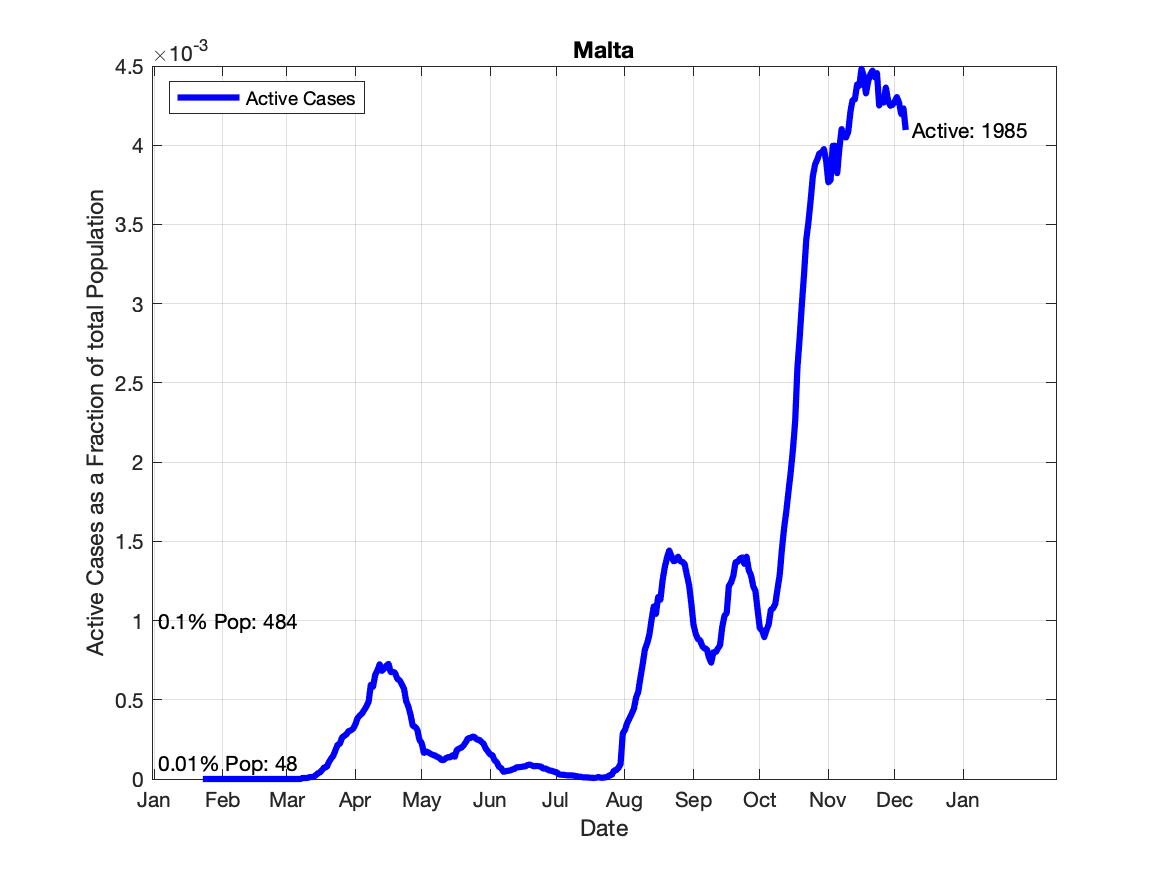 Malta
×10-3
4.5
4
3.5
3
2.5
2
1.5
1
0.5
0
Active Cases as a Fraction of total Population
Active Cases
Active: 1985
0.1% Pop: 484
0.01% Pop: 48
Jan Feb Mar Apr May Jun Jul Aug Sep Oct Nov Dec Jan
Date